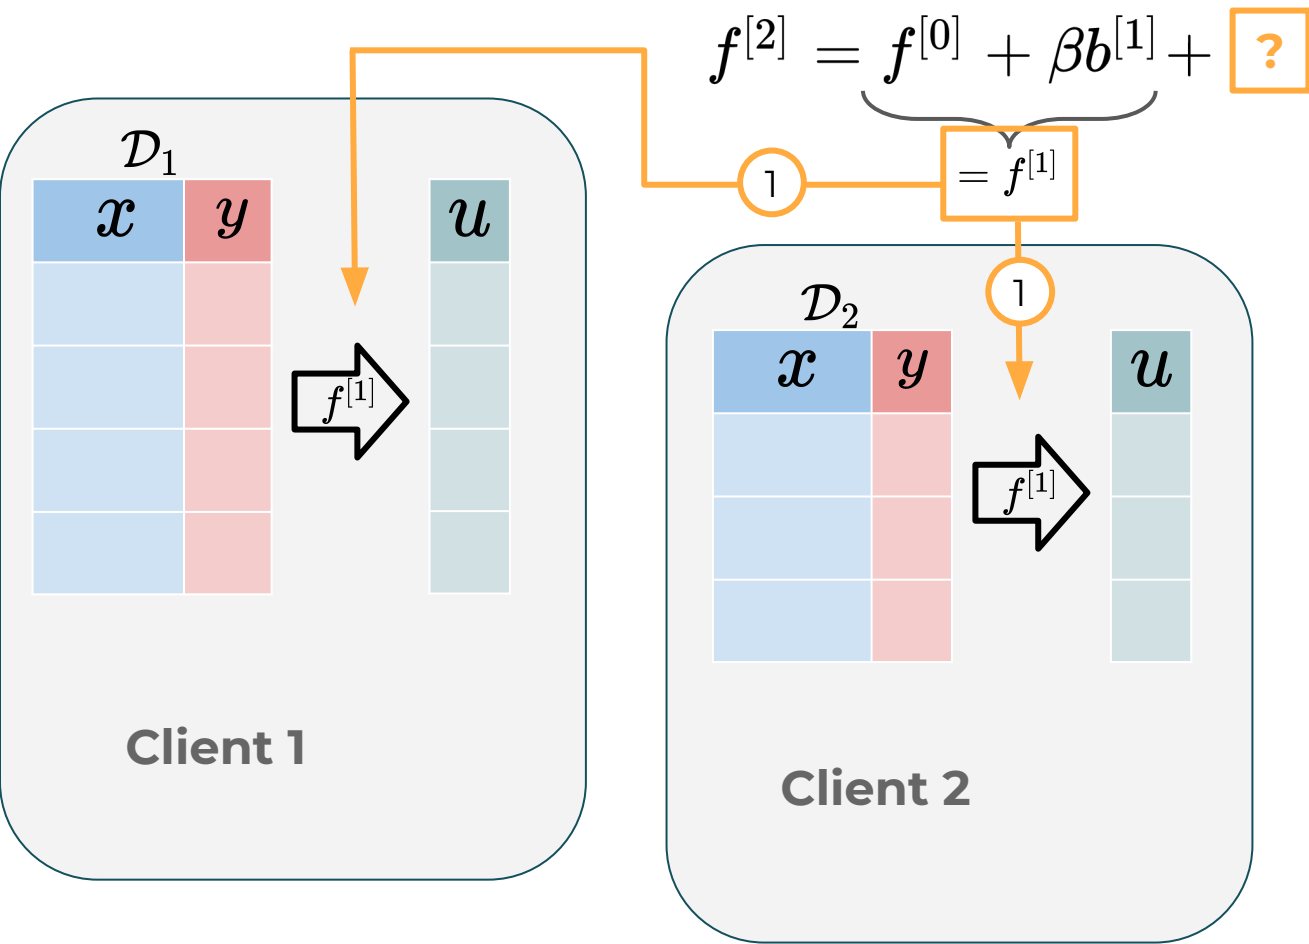 f^[2] = f^[0] + βb^[1] + ?
= f^[1]
1
1
D_1
x y u
f^[1]
Client 1
D_2
x y u
f^[1]
Client 2